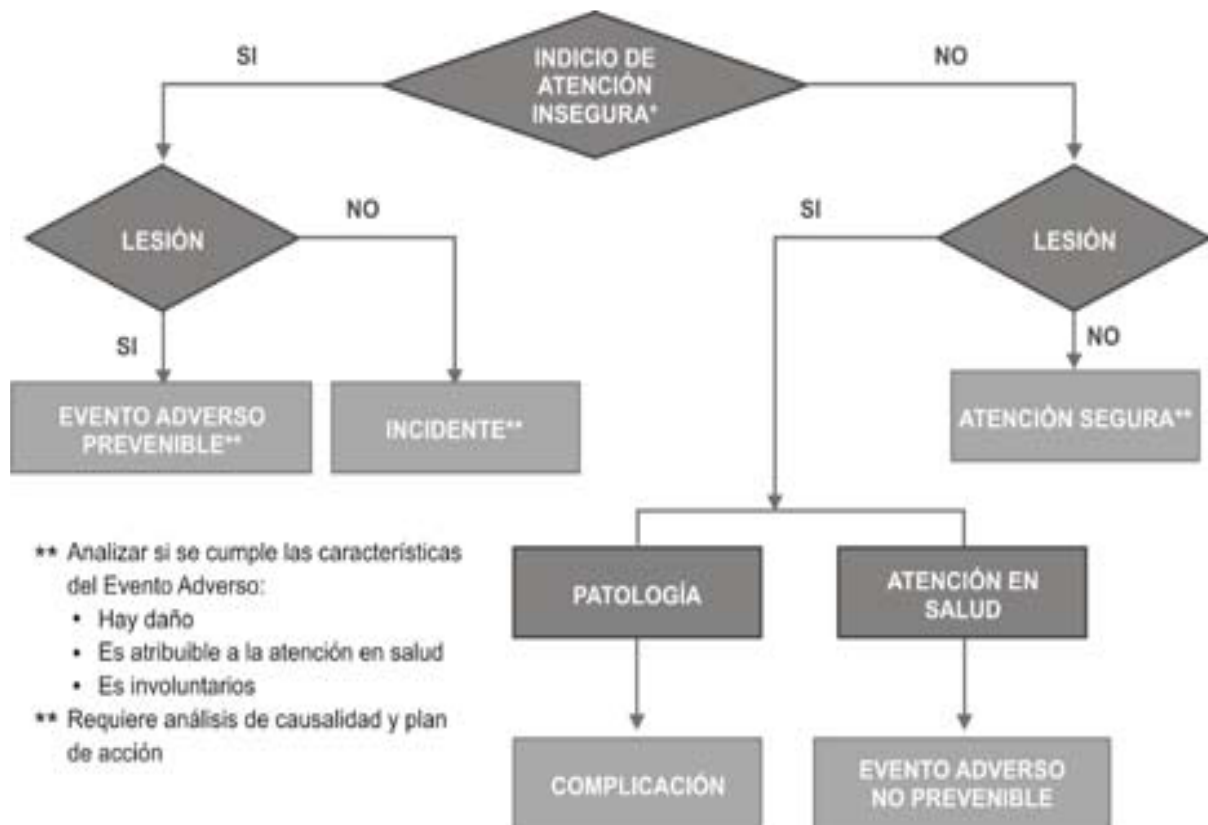 SI
INDICIO DE
ATENCIÓN
INSEGURA*
NO
LESIÓN
NO
SI
LESIÓN
SI
NO
EVENTO ADVERSO
PREVENIBLE**
INCIDENTE**
ATENCIÓN SEGURA**
** Analizar si se cumple las características
del Evento Adverso:
• Hay daño
• Es atribuible a la atención en salud
• Es involuntarios
** Requiere análisis de causalidad y plan
de acción
PATOLOGÍA
ATENCIÓN EN
SALUD
COMPLICACIÓN
EVENTO ADVERSO
NO PREVENIBLE